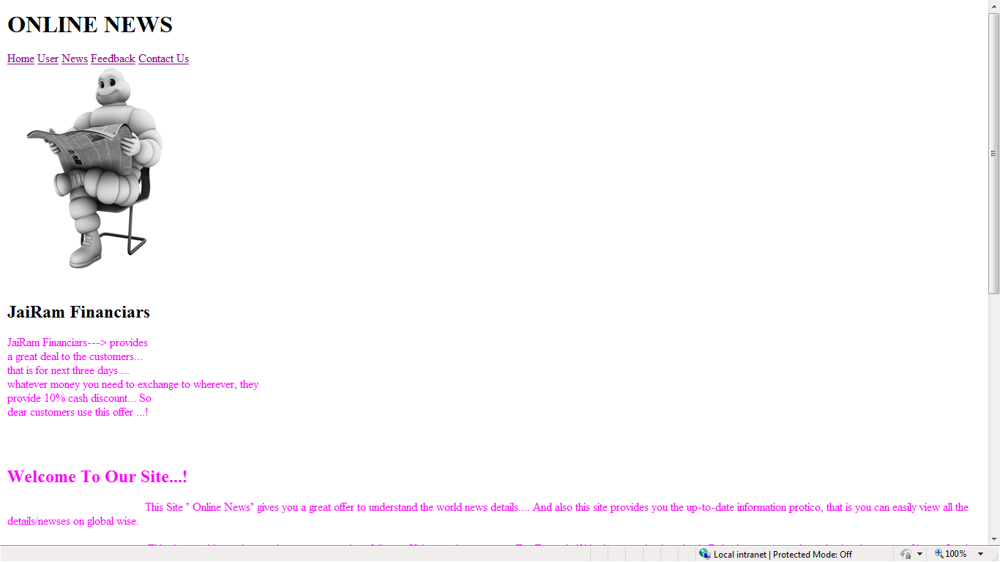 ONLINE NEWS
Home User News Feedback Contact Us
JaiRam Financiars
JaiRam Financiars---> provides
a great deal to the customers...
that is for next three days ...
whatever money you need to exchange to wherever, they
provide 10% cash discount... So
dear customers use this offer ...!
Welcome To Our Site...!
This Site " Online News" gives you a great offer to understand the world news details.... And also this site provides you the up-to-date information protico, that is you can easily view all the
details/newses on global wise.
Local intranet | Protected Mode: Off
100%